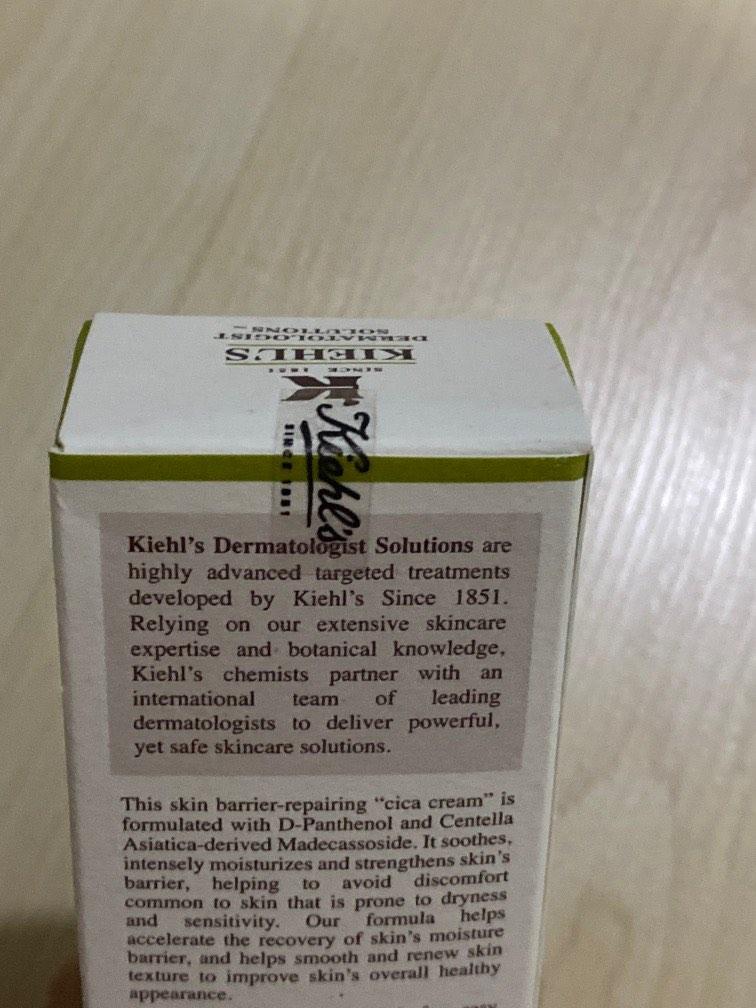 KIEHL'S
SINCE 1851
DERMATOLOGIST
SOLUTIONS™
Kiehl's
SINCE 1851
Kiehl's Dermatologist Solutions are
highly advanced targeted treatments
developed by Kiehl's Since 1851.
Relying on our extensive skincare
expertise and botanical knowledge,
Kiehl's chemists partner with an
international team of leading
dermatologists to deliver powerful,
yet safe skincare solutions.
This skin barrier-repairing “cica cream” is
formulated with D-Panthenol and Centella
Asiatica-derived Madecassoside. It soothes,
intensely moisturizes and strengthens skin's
barrier, helping to avoid discomfort
common to skin that is prone to dryness
and sensitivity. Our formula helps
accelerate the recovery of skin's moisture
barrier, and helps smooth and renew skin
texture to improve skin's overall healthy
appearance.